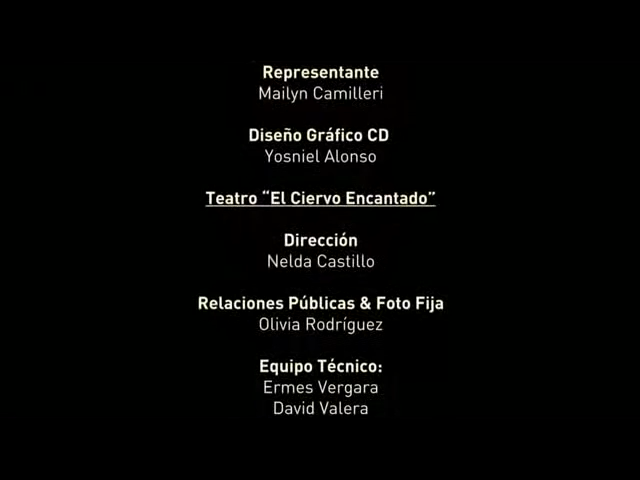 Representante
Mailyn Camilleri
Diseño Gráfico CD
Yosniel Alonso
Teatro “El Ciervo Encantado”
Dirección
Nelda Castillo
Relaciones Públicas & Foto Fija
Olivia Rodríguez
Equipo Técnico:
Ermes Vergara
David Valera